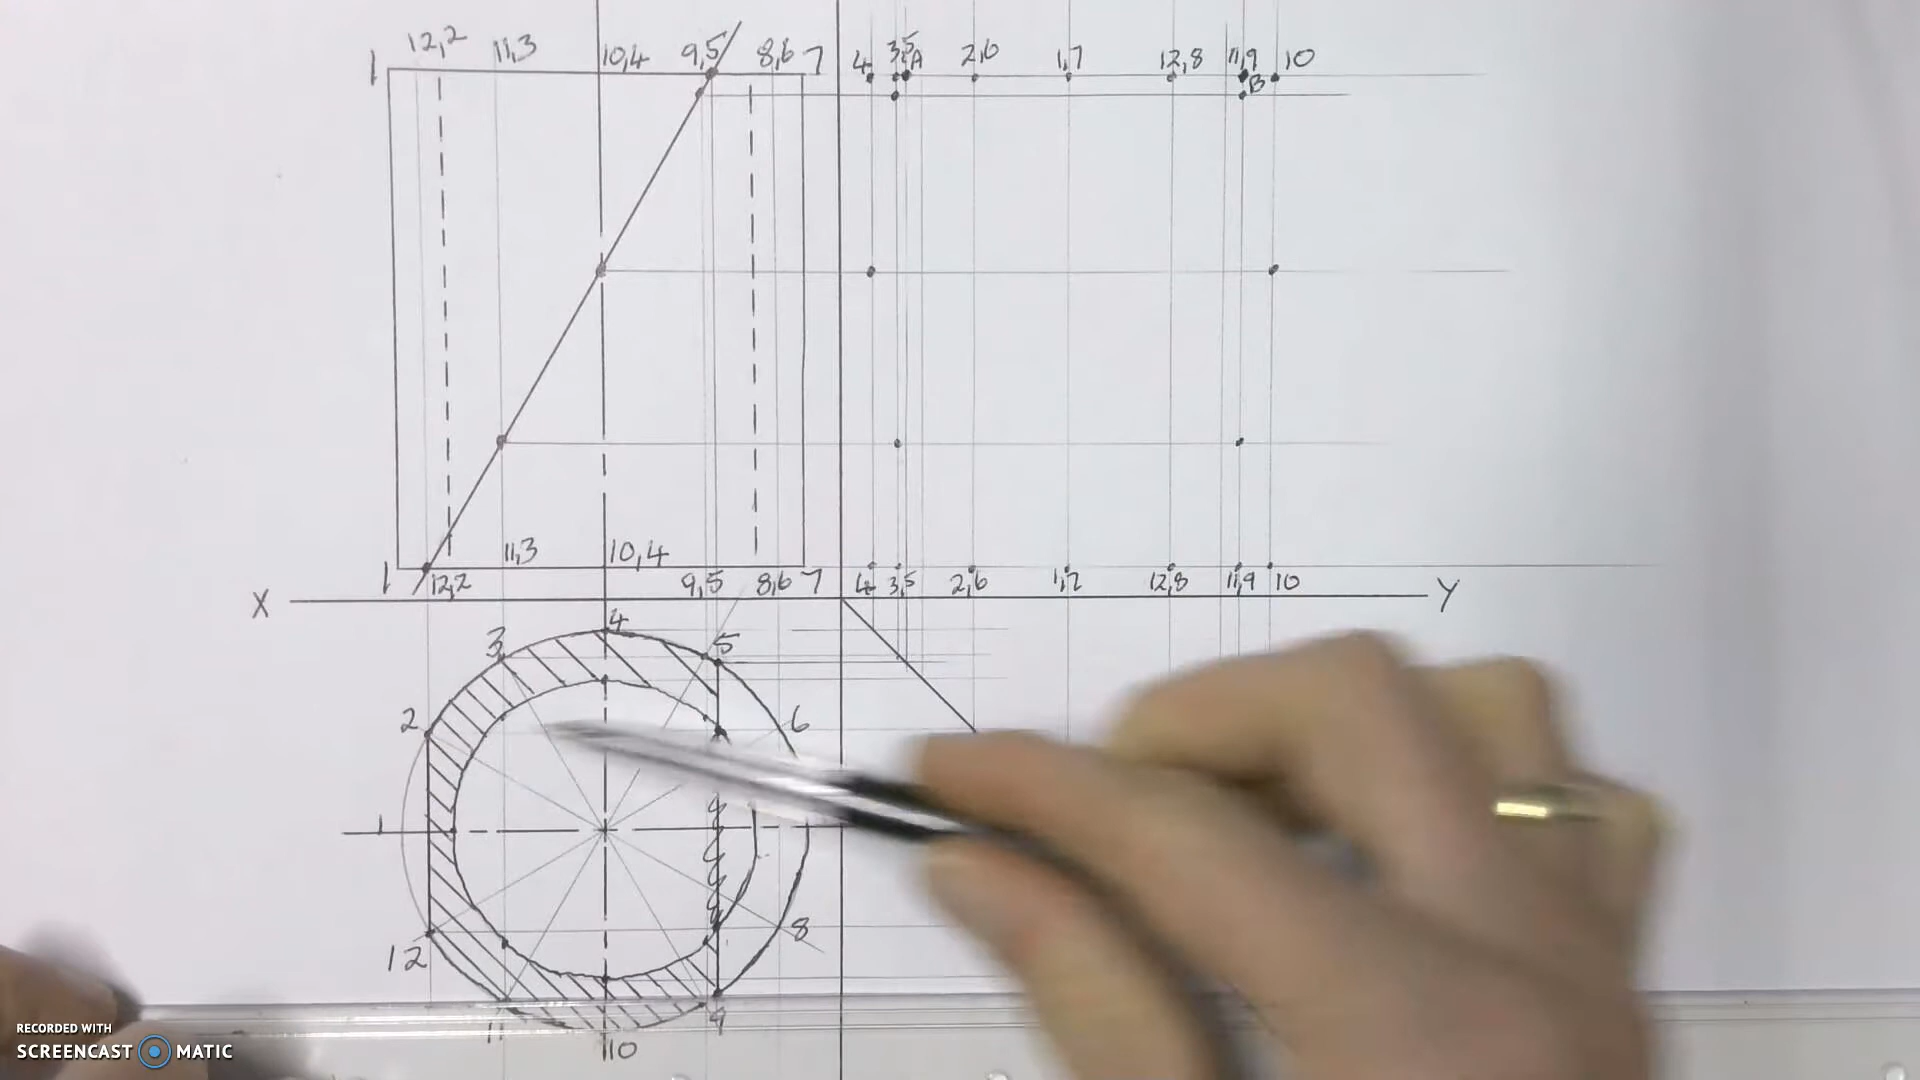 12,2 11,3 10,4 9,5 8,6 7 4 3,5 A 2,6 1,7 12,8 11,9 10
1
B
11,3 10,4
1 12,2 9,5 8,6 7 4 3,5 2,6 1,7 12,8 11,9 10
X Y
4
3 5
2 6
1
8
12
11 9
10
RECORDED WITH
SCREENCAST MATIC